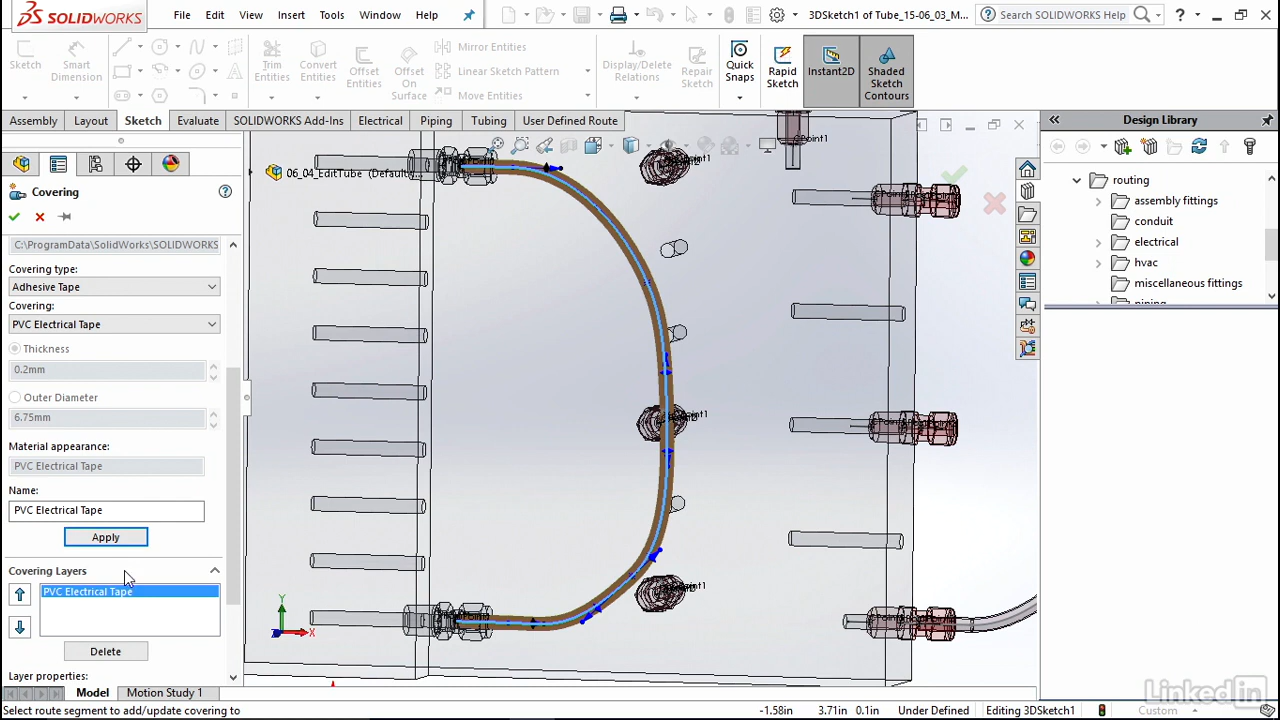 SOLIDWORKS
File Edit View Insert Tools Window Help
3DSketch1 of Tube_15-06_03_M...
Search SOLIDWORKS Help
Sketch
Smart Dimension
Trim Entities
Convert Entities
Offset Entities
Offset On Surface
Mirror Entities
Linear Sketch Pattern
Move Entities
Display/Delete Relations
Repair Sketch
Quick Snaps
Rapid Sketch
Instant2D
Shaded Sketch Contours
Assembly Layout Sketch Evaluate SOLIDWORKS Add-Ins Electrical Piping Tubing User Defined Route
Design Library
Covering
C:\ProgramData\SolidWorks\SOLIDWORKS
Covering type:
Adhesive Tape
Covering:
PVC Electrical Tape
Thickness
0.2mm
Outer Diameter
6.75mm
Material appearance:
PVC Electrical Tape
Name:
PVC Electrical Tape
Apply
Covering Layers
PVC Electrical Tape
Delete
Layer properties:
06_04_EditTube (Default...
CPoint1
Y
X
Z
routing
assembly fittings
conduit
electrical
hvac
miscellaneous fittings
piping
Model Motion Study 1
Select route segment to add/update covering to
-1.58in 3.71in 0.1in Under Defined Editing 3DSketch1 Custom
LinkedIn